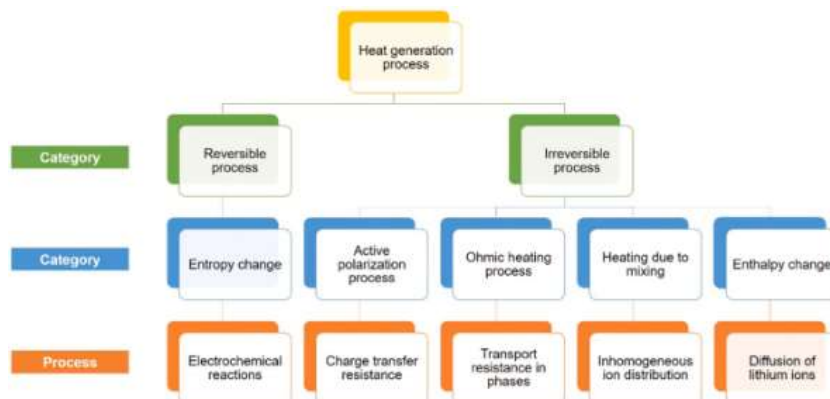 Heat generation
process
Category
Reversible
process
Irreversible
process
Category
Entropy change
Active
polarization
process
Ohmic heating
process
Heating due to
mixing
Enthalpy change
Process
Electrochemical
reactions
Charge transfer
resistance
Transport
resistance in
phases
Inhomogeneous
ion distribution
Diffusion of
lithium ions